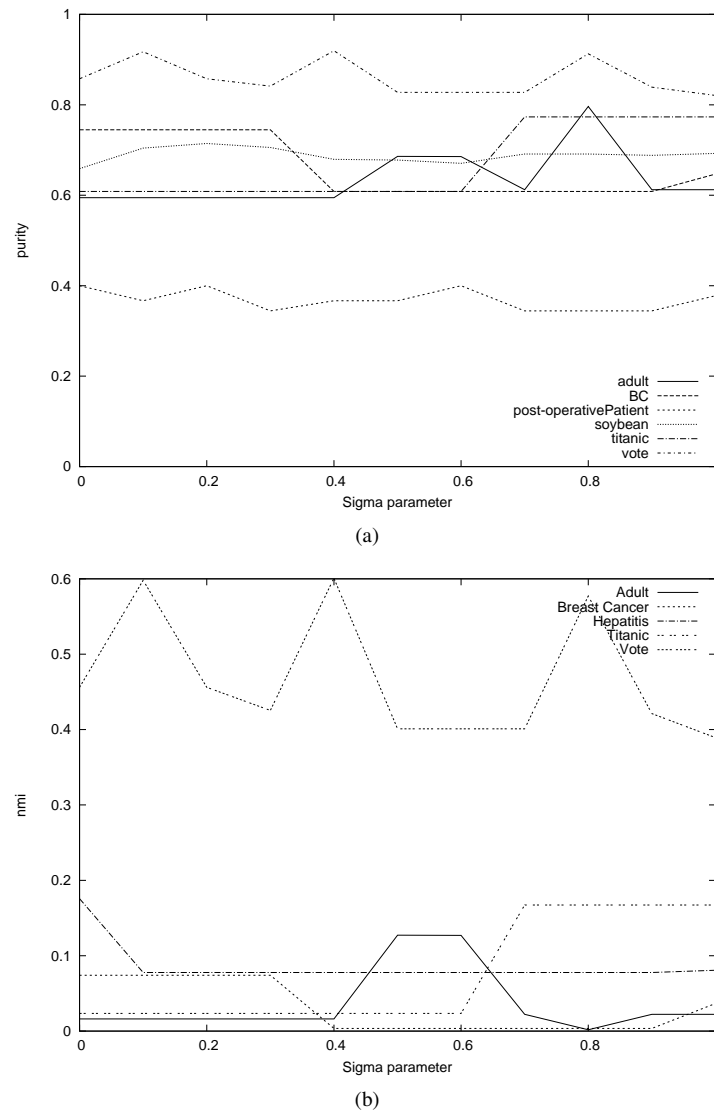 1
0.8
0.6
purity
0.4
0.2
0
adult
BC
post-operativePatient
soybean
titanic
vote
0 0.2 0.4 0.6 0.8
Sigma parameter
(a)
0.6
0.5
0.4
nmi
0.3
0.2
0.1
0
Adult
Breast Cancer
Hepatitis
Titanic
Vote
0 0.2 0.4 0.6 0.8
Sigma parameter
(b)